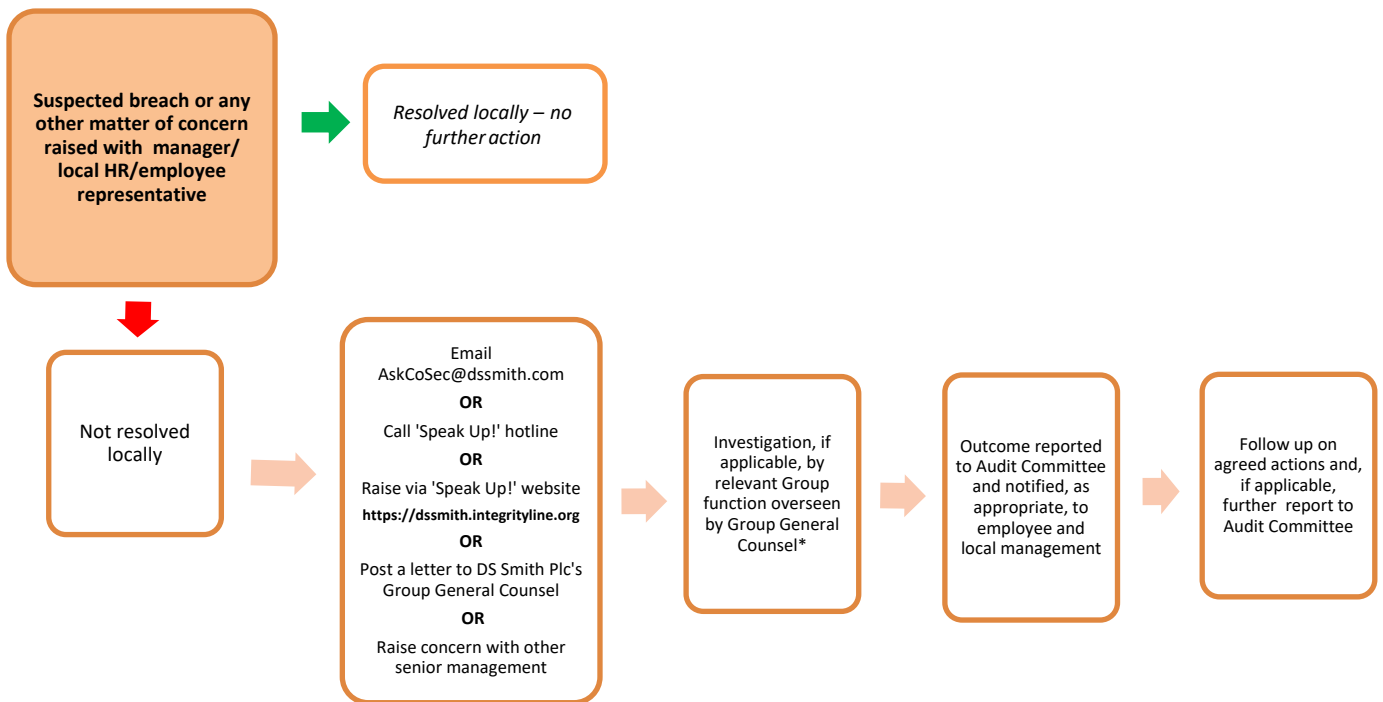 Suspected breach or any
other matter of concern
raised with manager/
local HR/employee
representative
Resolved locally – no
further action
Not resolved
locally
Email
AskCoSec@dssmith.com
OR
Call 'Speak Up!' hotline
OR
Raise via 'Speak Up!' website
https://dssmith.integrityline.org
OR
Post a letter to DS Smith Plc's
Group General Counsel
OR
Raise concern with other
senior management
Investigation, if
applicable, by
relevant Group
function overseen
by Group General
Counsel*
Outcome reported
to Audit Committee
and notified, as
appropriate, to
employee and
local management
Follow up on
agreed actions and,
if applicable,
further report to
Audit Committee